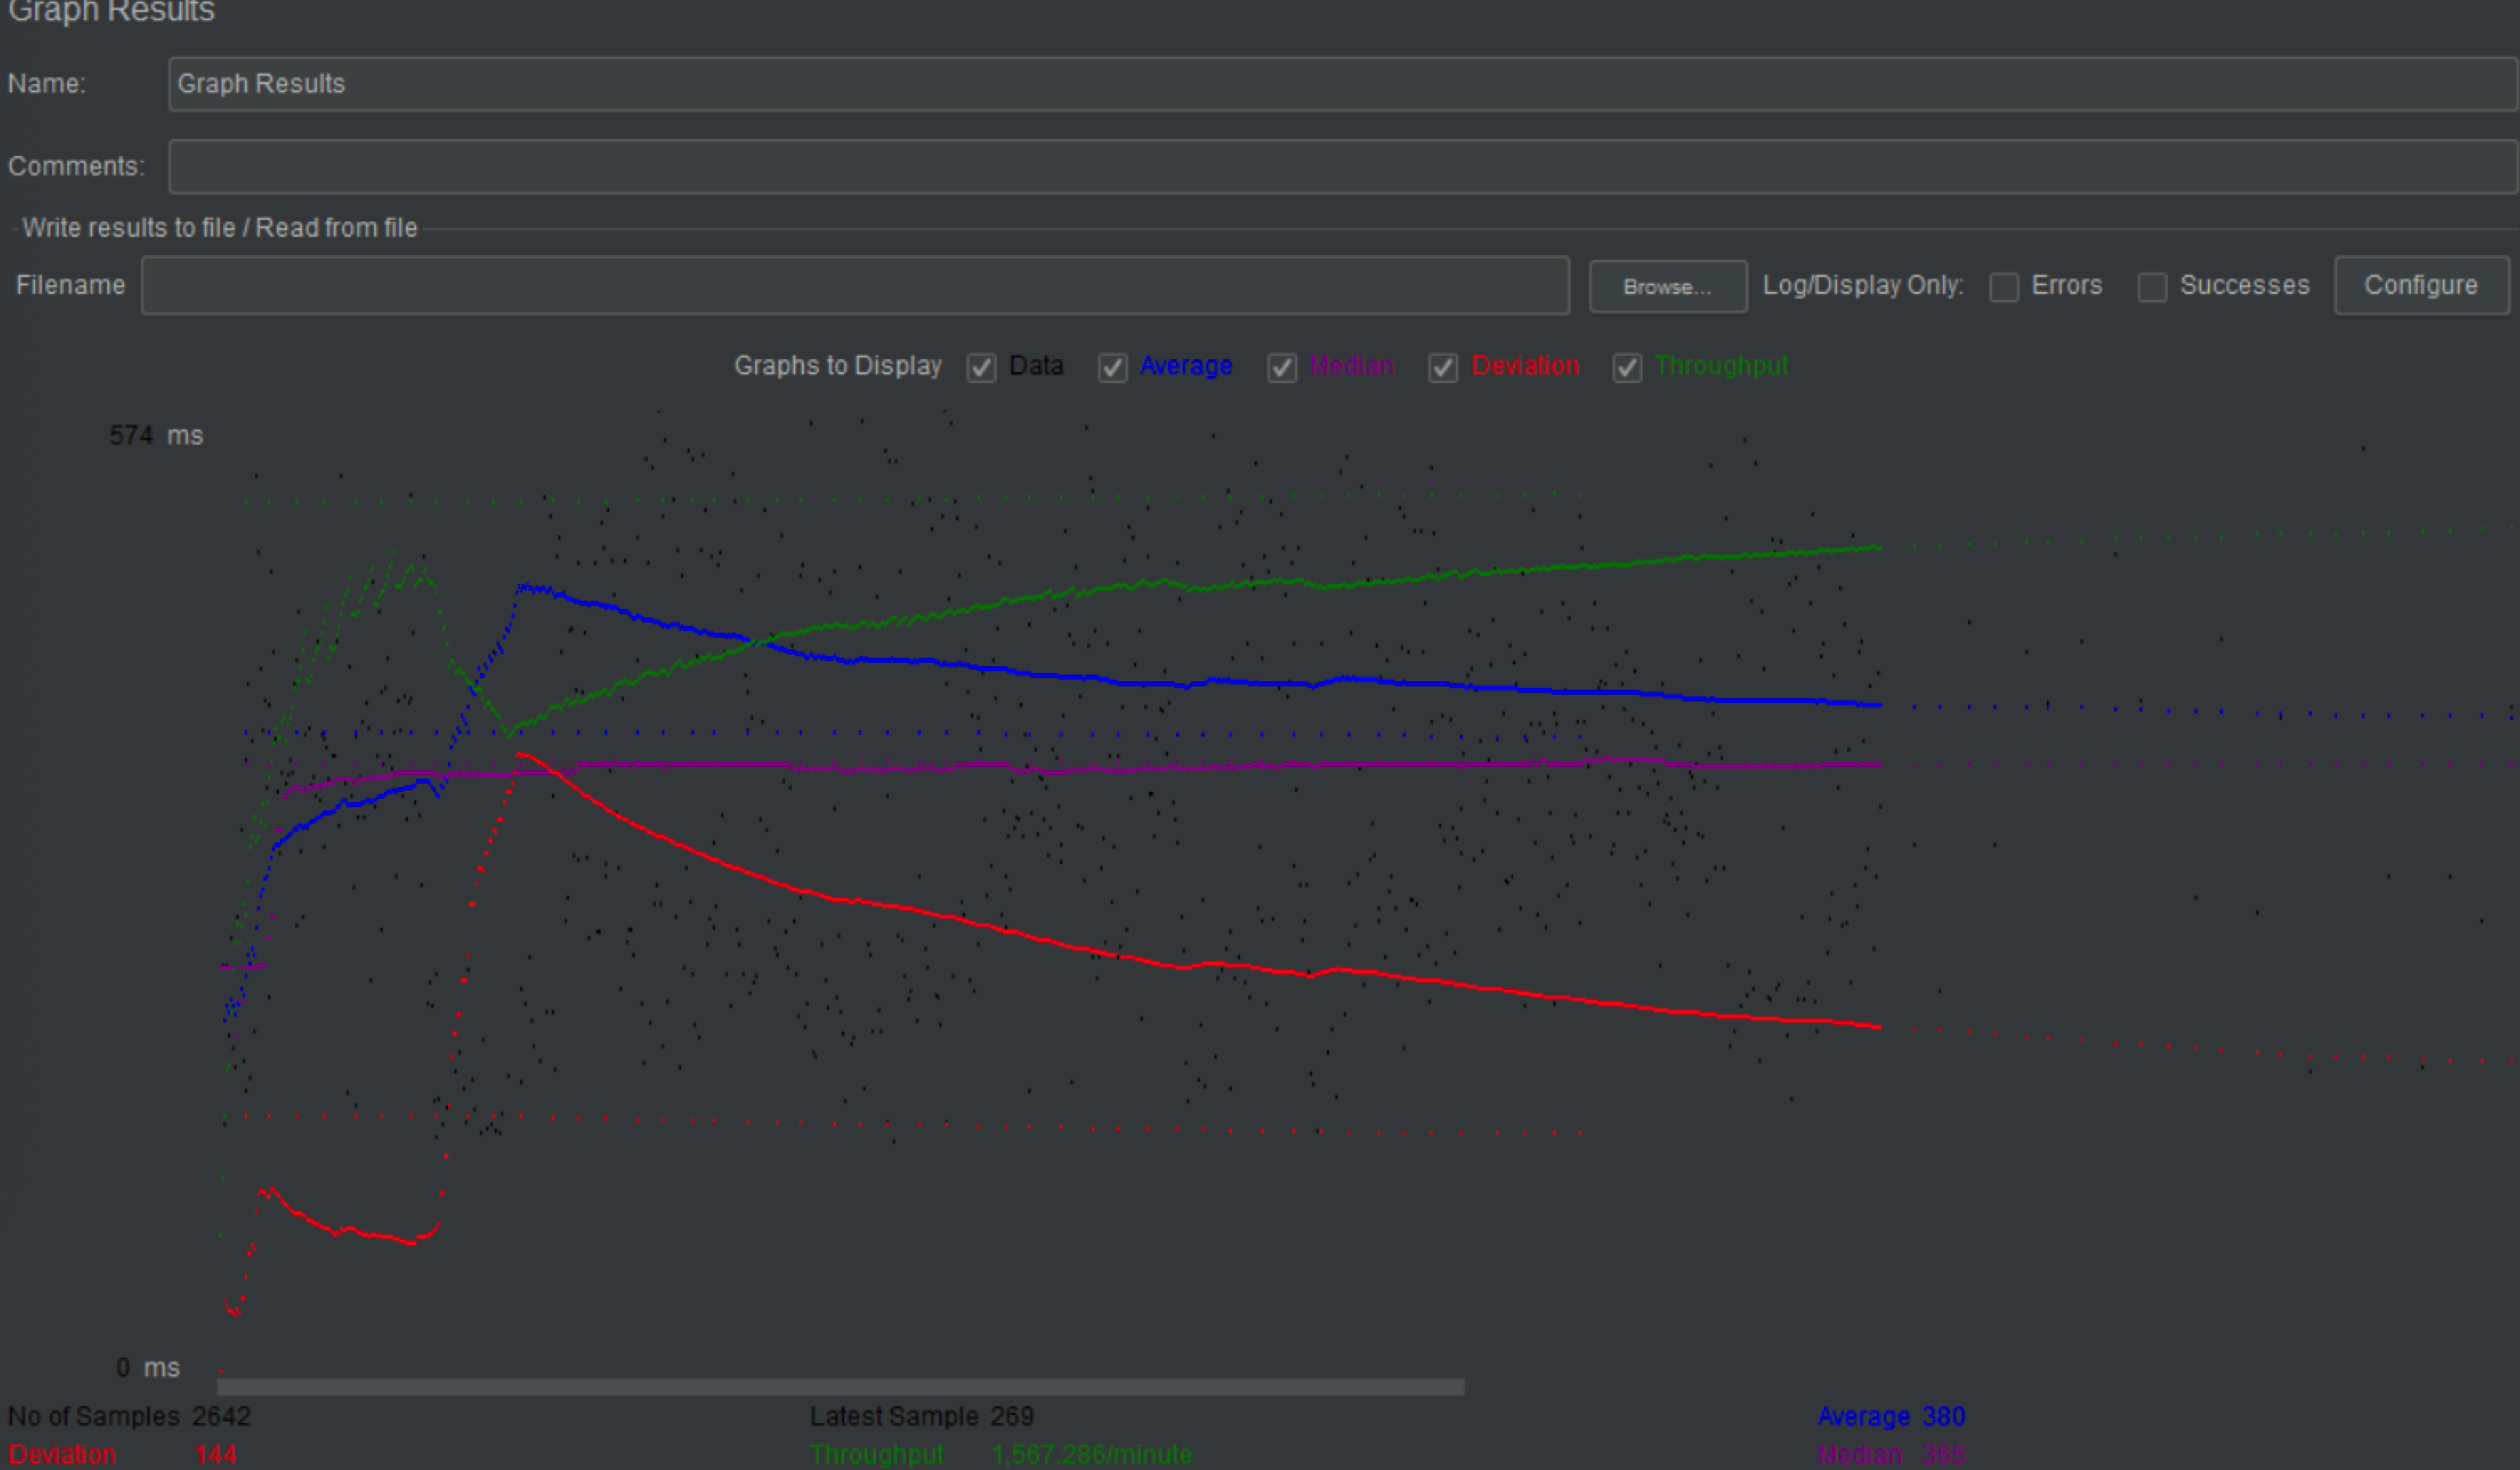 Graph Results
Name: Graph Results
Comments:
Write results to file / Read from file
Filename Browse... Log/Display Only: Errors Successes Configure
Graphs to Display Data Average Median Deviation Throughput
574 ms
0 ms
No of Samples 2642 Latest Sample 269 Average 380
Deviation 144 Throughput 1,567.286/minute Median 365